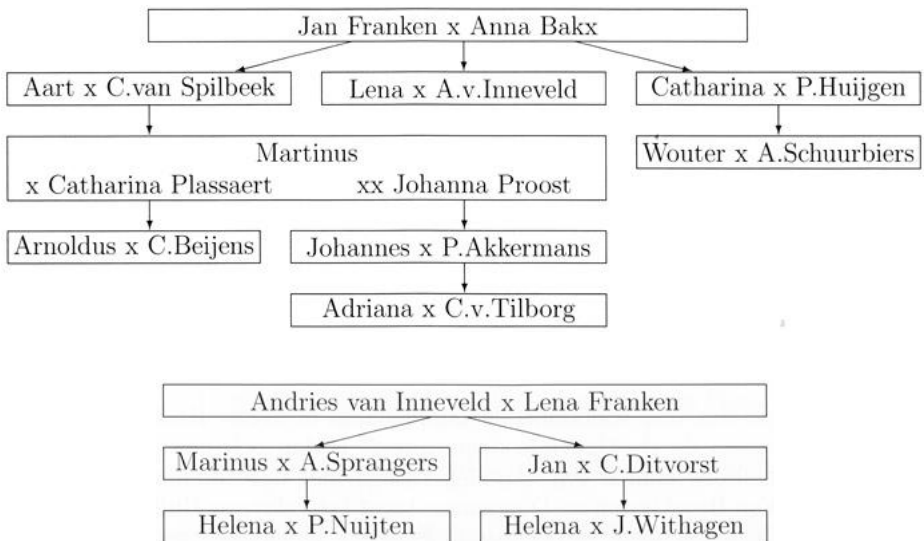 Jan Franken x Anna Bakx
Aart x C.van Spilbeek
Lena x A.v.Inneveld
Catharina x P.Huijgen
Martinus
x Catharina Plassaert
xx Johanna Proost
Wouter x A.Schuurbiers
Arnoldus x C.Beijens
Johannes x P.Akkermans
Adriana x C.v.Tilborg
Andries van Inneveld x Lena Franken
Marinus x A.Sprangers
Jan x C.Ditvorst
Helena x P.Nuijten
Helena x J.Withagen